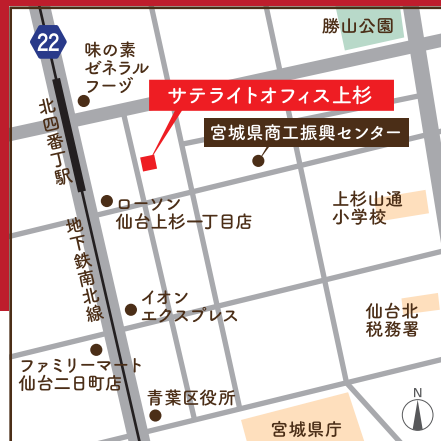 勝山公園
22
味の素
ゼネラル
フーヅ
サテライトオフィス上杉
北四番丁駅
宮城県商工振興センター
ローソン
仙台上杉一丁目店
上杉山通
小学校
地下鉄南北線
イオン
エクスプレス
仙台北
税務署
ファミリーマート
仙台二日町店
青葉区役所
N
宮城県庁